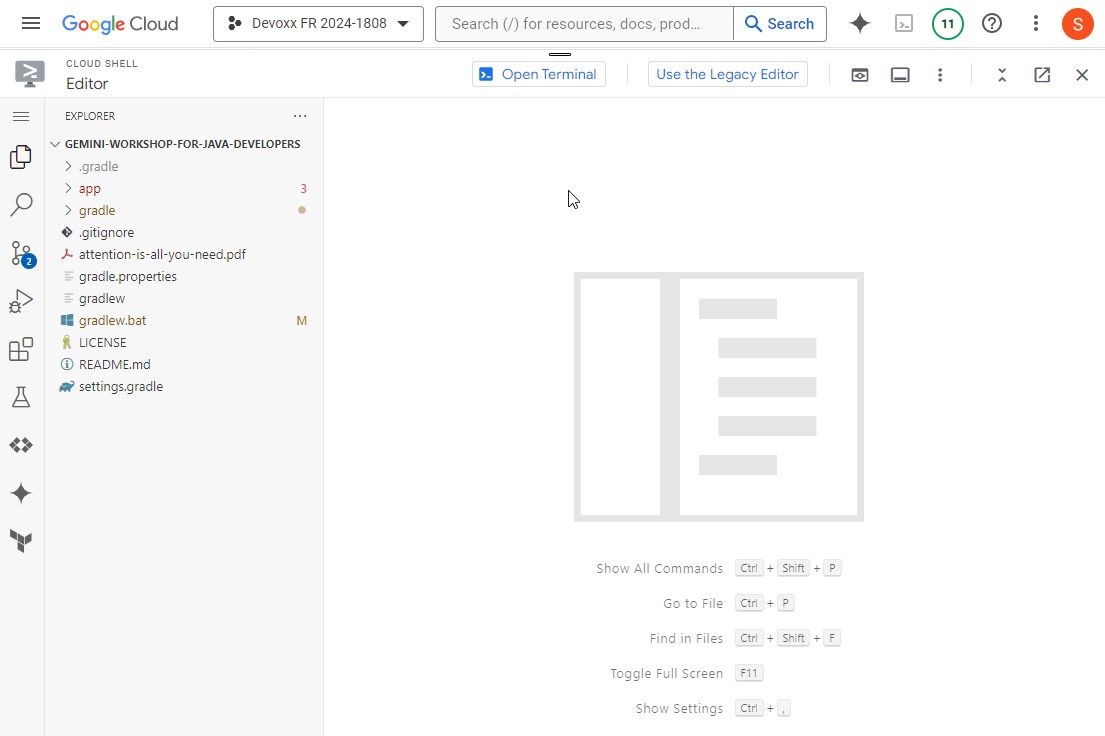 Google Cloud
Devoxx FR 2024-1808
Search (/) for resources, docs, prod...
Search
11
S
CLOUD SHELL
Editor
Open Terminal
Use the Legacy Editor
EXPLORER
GEMINI-WORKSHOP-FOR-JAVA-DEVELOPERS
.gradle
app 3
gradle
.gitignore
attention-is-all-you-need.pdf
gradle.properties
gradlew
gradlew.bat M
LICENSE
README.md
settings.gradle
2
Show All Commands Ctrl + Shift + P
Go to File Ctrl + P
Find in Files Ctrl + Shift + F
Toggle Full Screen F11
Show Settings Ctrl + ,